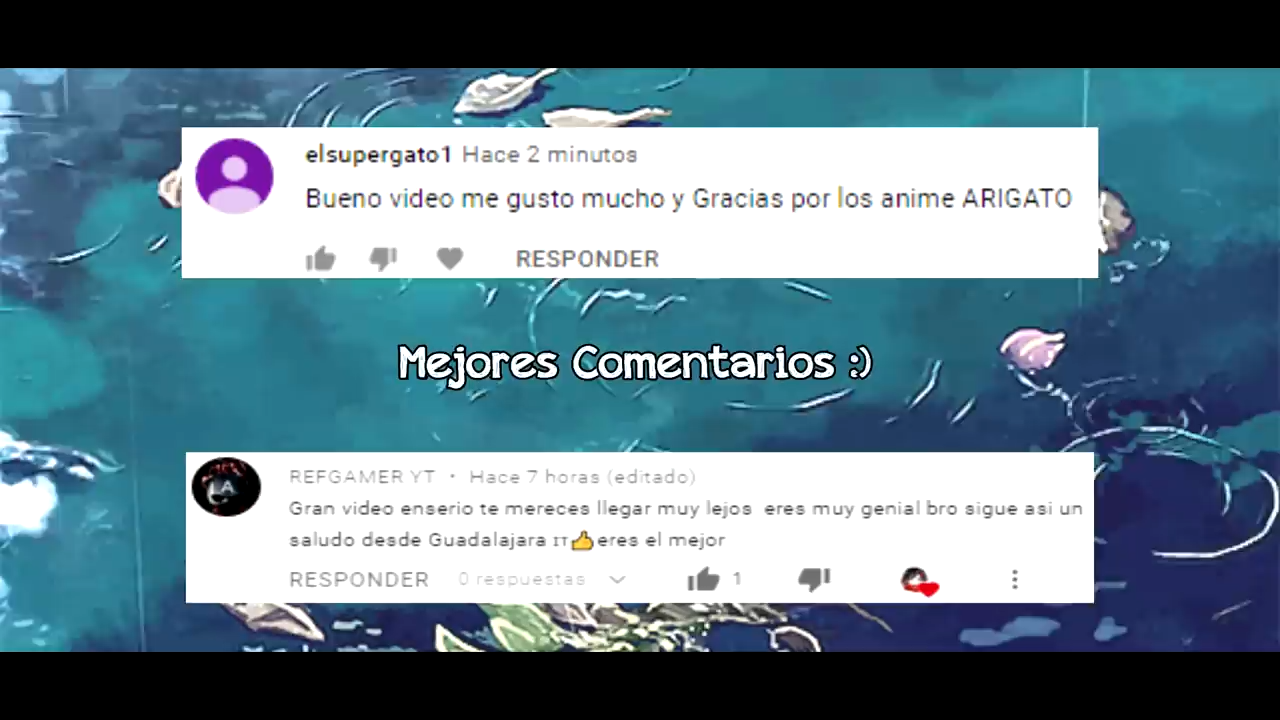 elsupergato1 Hace 2 minutos
Bueno video me gusto mucho y Gracias por los anime ARIGATO
RESPONDER
Mejores Comentarios :)
REFGAMER YT • Hace 7 horas (editado)
Gran video enserio te mereces llegar muy lejos eres muy genial bro sigue asi un
saludo desde Guadalajara IT👍eres el mejor
RESPONDER 0 respuestas 1